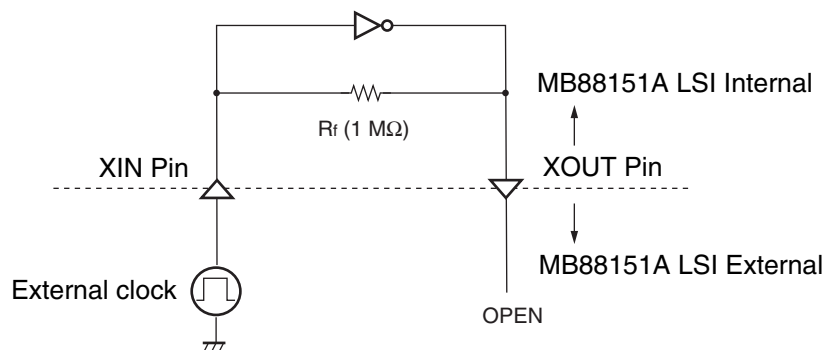 MB88151A LSI Internal
Rf (1 MΩ)
XIN Pin
XOUT Pin
MB88151A LSI External
External clock
OPEN